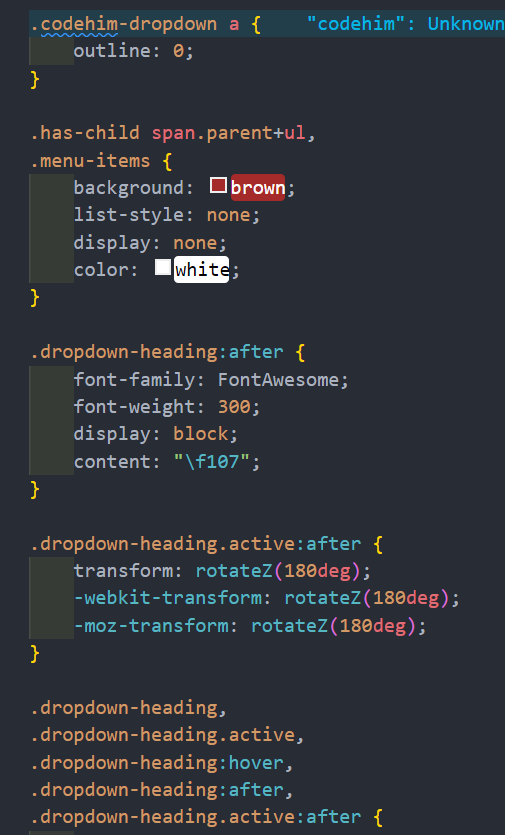 .codehim-dropdown a {    "codehim": Unknown
    outline: 0;
}

.has-child span.parent+ul,
.menu-items {
    background: brown;
    list-style: none;
    display: none;
    color: white;
}

.dropdown-heading:after {
    font-family: FontAwesome;
    font-weight: 300;
    display: block;
    content: "\f107";
}

.dropdown-heading.active:after {
    transform: rotateZ(180deg);
    -webkit-transform: rotateZ(180deg);
    -moz-transform: rotateZ(180deg);
}

.dropdown-heading,
.dropdown-heading.active,
.dropdown-heading:hover,
.dropdown-heading:after,
.dropdown-heading.active:after {